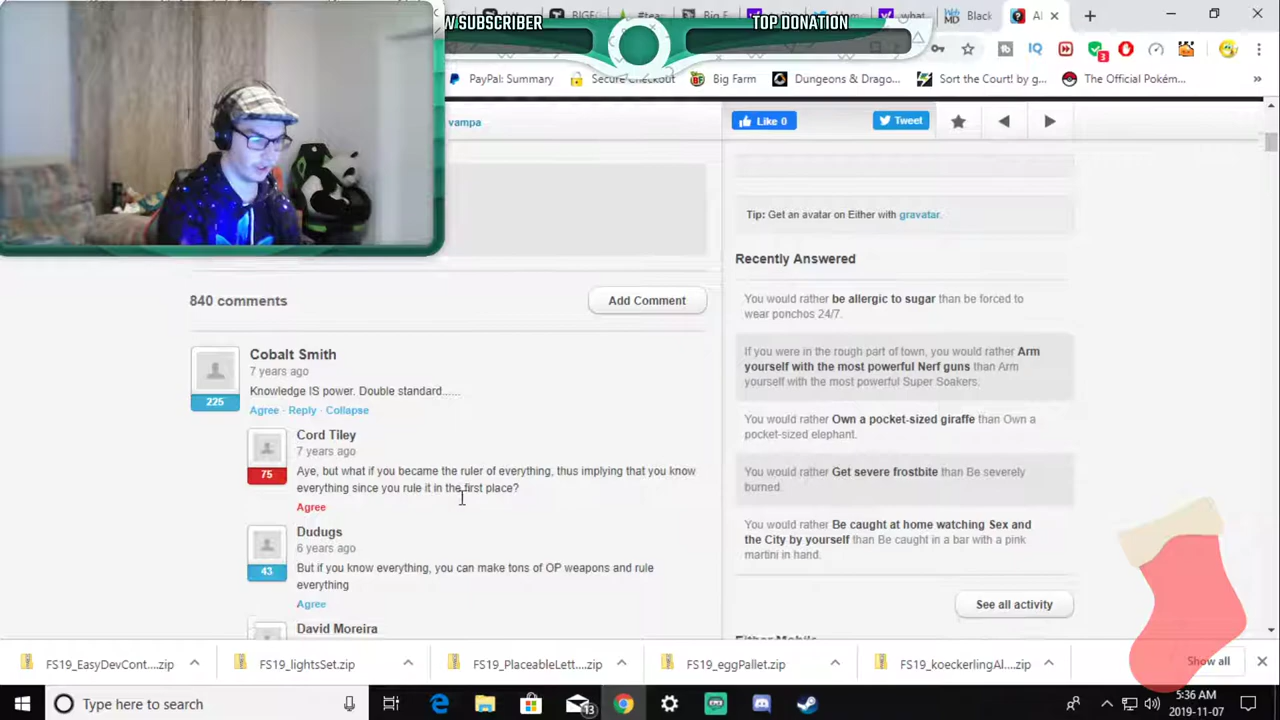 W SUBSCRIBER
TOP DONATION
BIGF
#tea
Big F
what
Black
PayPal: Summary
Secure Checkout
Big Farm
Dungeons & Drago...
Sort the Court! by g...
The Official Pokém...
»
IQ
3
vampa
Like 0
Tweet
Tip: Get an avatar on Either with gravatar.
Recently Answered
You would rather be allergic to sugar than be forced to
wear ponchos 24/7.
If you were in the rough part of town, you would rather Arm
yourself with the most powerful Nerf guns than Arm
yourself with the most powerful Super Soakers.
You would rather Own a pocket-sized giraffe than Own a
pocket-sized elephant.
You would rather Get severe frostbite than Be severely
burned.
You would rather Be caught at home watching Sex and
the City by yourself than Be caught in a bar with a pink
martini in hand.
See all activity
Either Mobile
840 comments
Add Comment
Cobalt Smith
7 years ago
Knowledge IS power. Double standard......
225
Agree · Reply · Collapse
Cord Tiley
7 years ago
75
Aye, but what if you became the ruler of everything, thus implying that you know
everything since you rule it in the first place?
Agree
Dudugs
6 years ago
43
But if you know everything, you can make tons of OP weapons and rule
everything
Agree
David Moreira
FS19_EasyDevCont....zip
FS19_lightsSet.zip
FS19_PlaceableLett....zip
FS19_eggPallet.zip
FS19_koeckerlingAl....zip
Show all
Type here to search
13
5:36 AM
2019-11-07